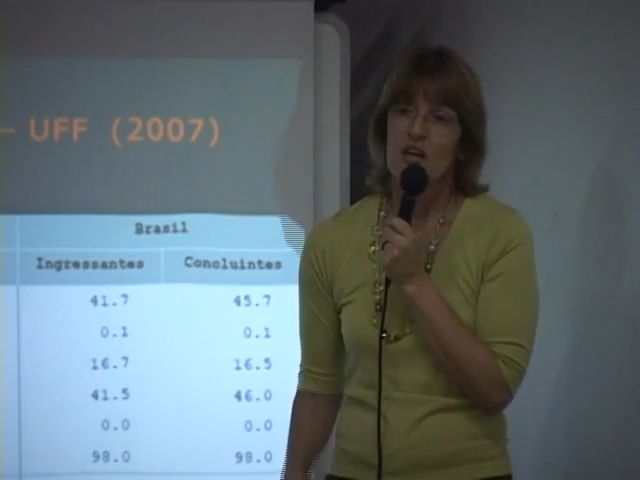 – UFF (2007)
Brasil
Ingressantes Concluintes
41.7 45.7
0.1 0.1
16.7 16.5
41.5 46.0
0.0 0.0
98.0 98.0